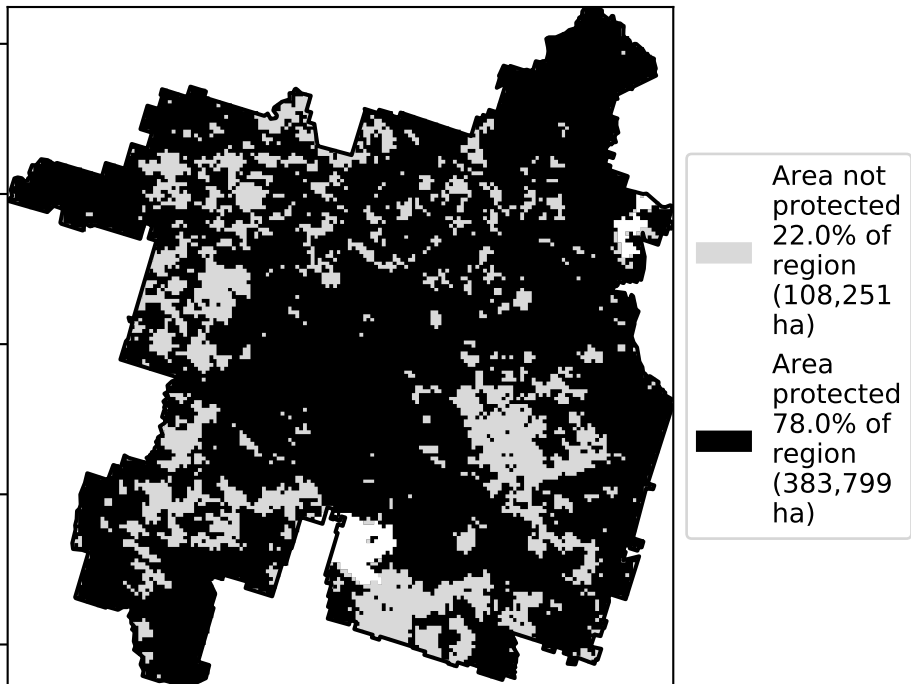 Area not
protected
22.0% of
region
(108,251
ha)
Area
protected
78.0% of
region
(383,799
ha)